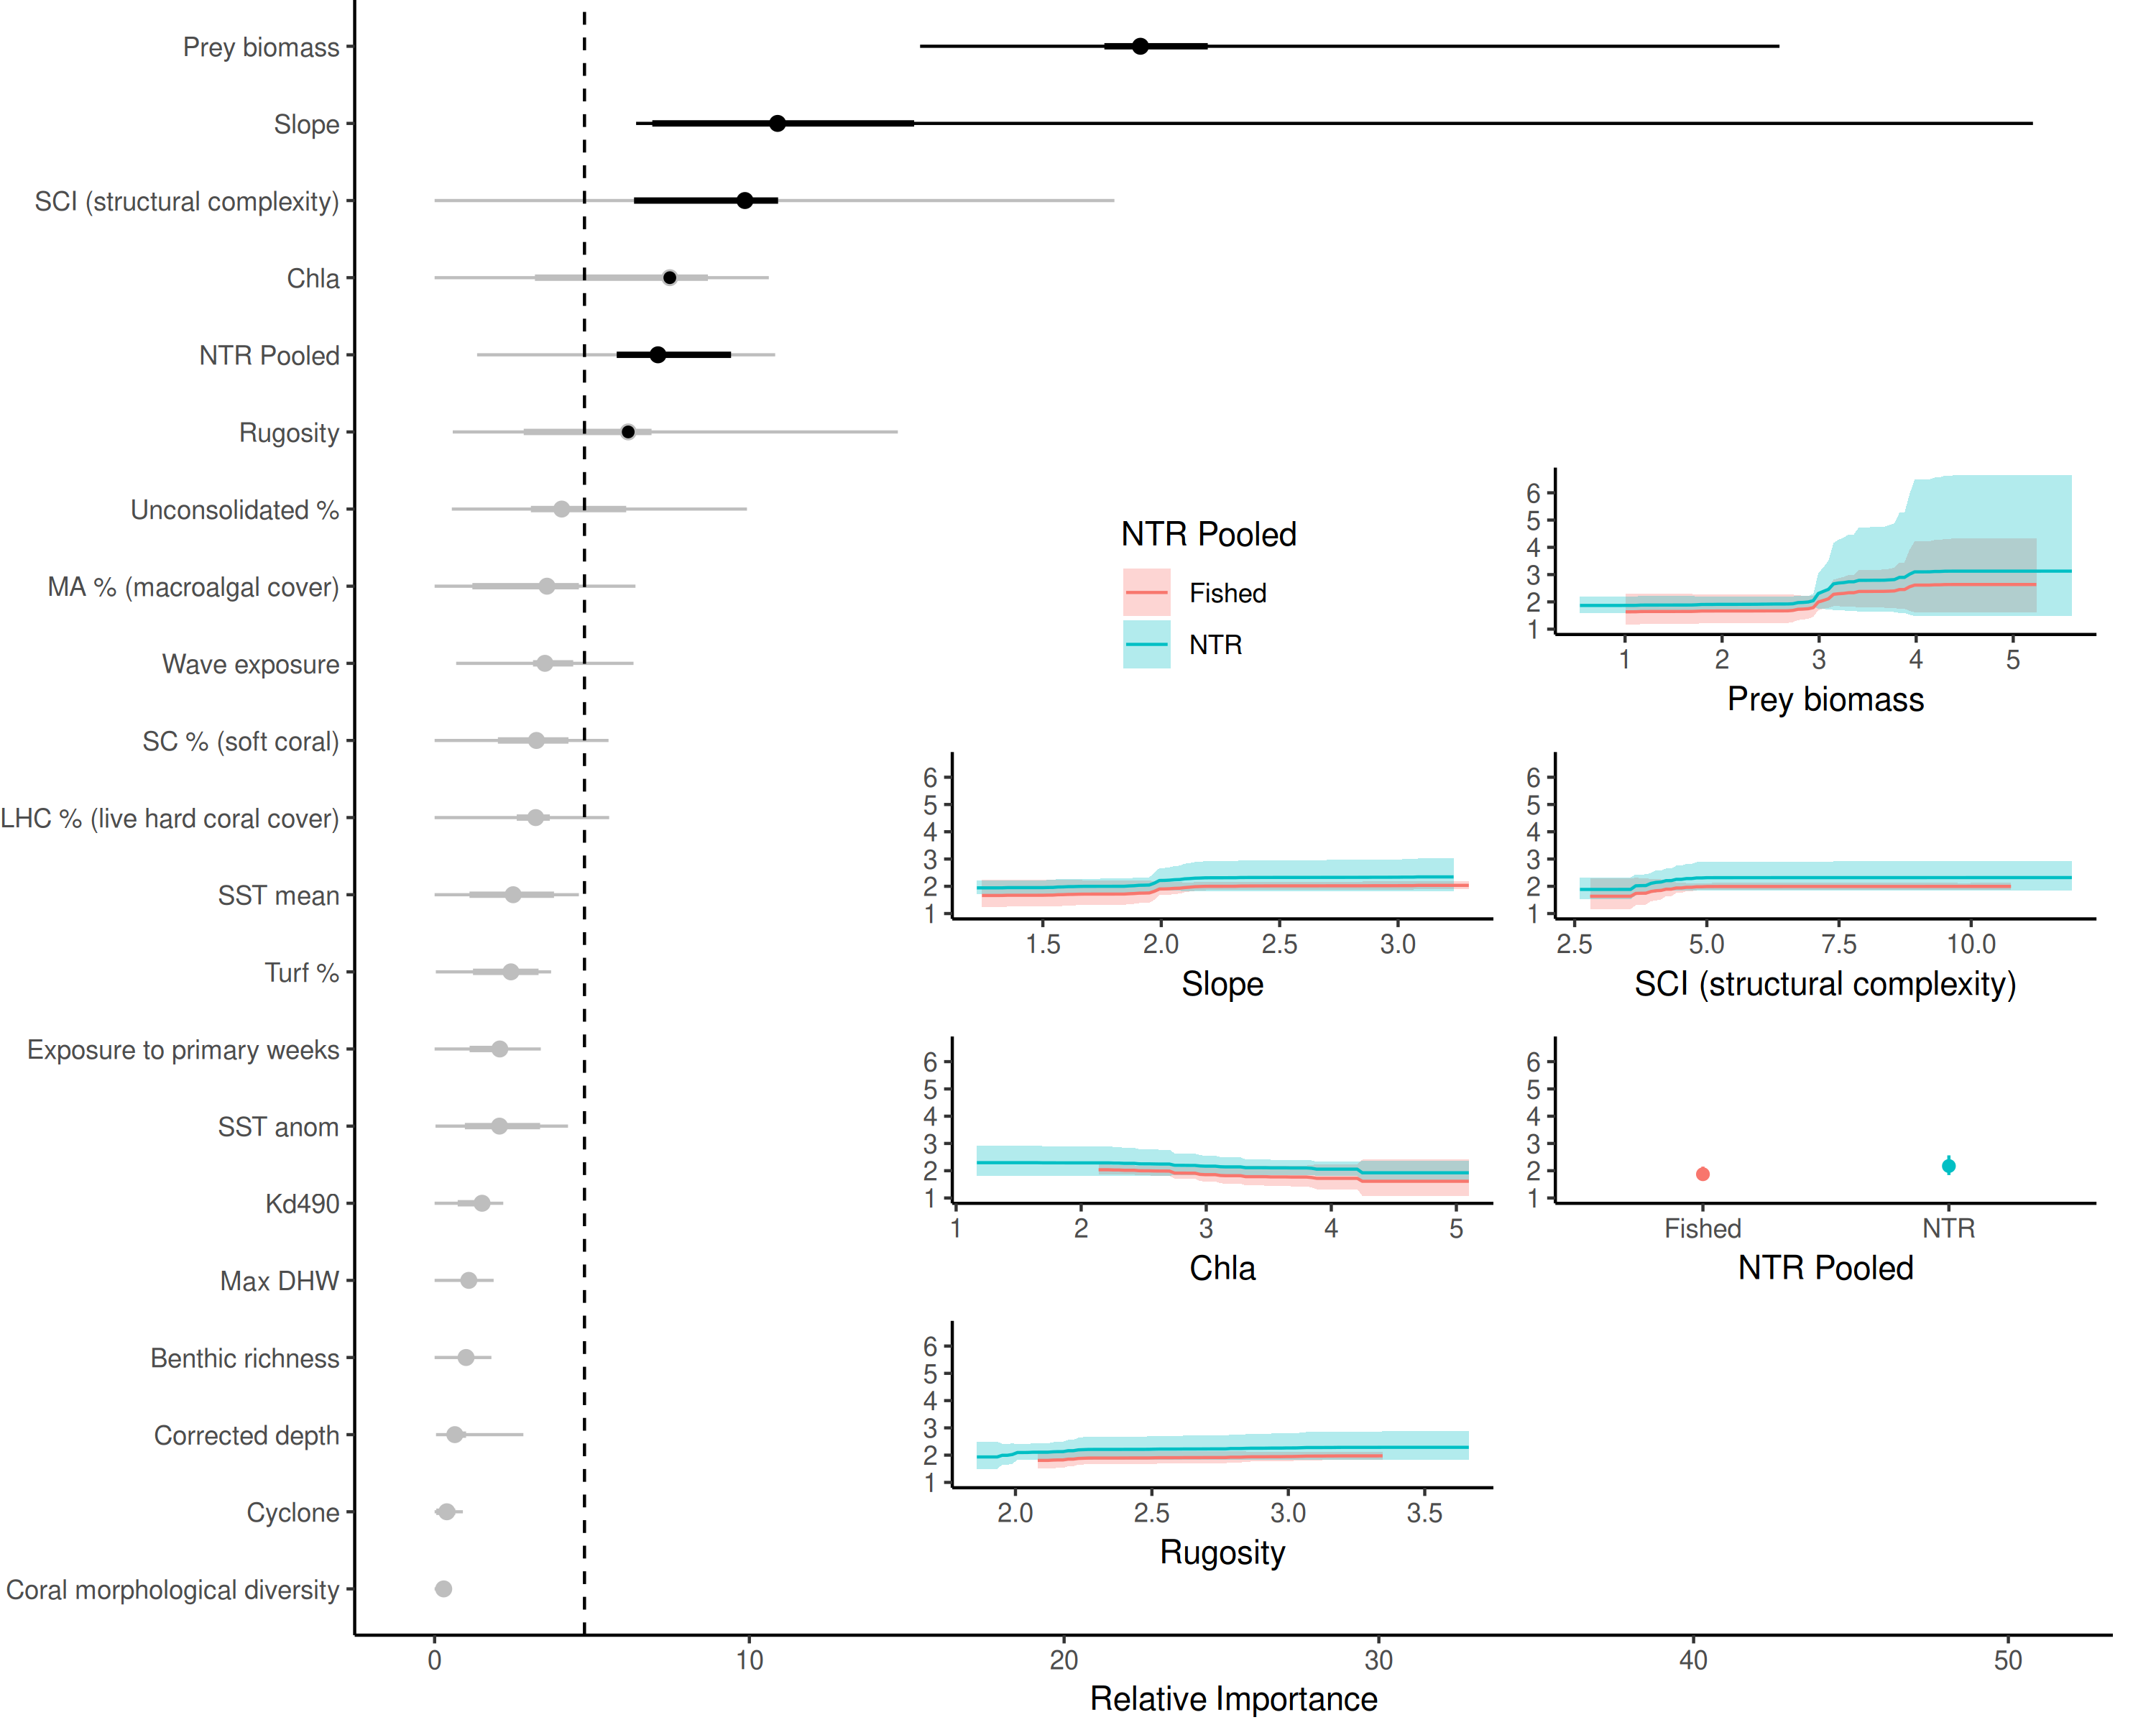 Prey biomass
Slope
SCI (structural complexity)
Chla
NTR Pooled
Rugosity
Unconsolidated %
MA % (macroalgal cover)
Wave exposure
SC % (soft coral)
LHC % (live hard coral cover)
SST mean
Turf %
Exposure to primary weeks
SST anom
Kd490
Max DHW
Benthic richness
Corrected depth
Cyclone
Coral morphological diversity
0 10 20 30 40 50
Relative Importance
NTR Pooled
Fished
NTR
6
5
4
3
2
1
1 2 3 4 5
Prey biomass
6
5
4
3
2
1
1.5 2.0 2.5 3.0
Slope
6
5
4
3
2
1
2.5 5.0 7.5 10.0
SCI (structural complexity)
6
5
4
3
2
1
1 2 3 4 5
Chla
6
5
4
3
2
1
Fished NTR
NTR Pooled
6
5
4
3
2
1
2.0 2.5 3.0 3.5
Rugosity